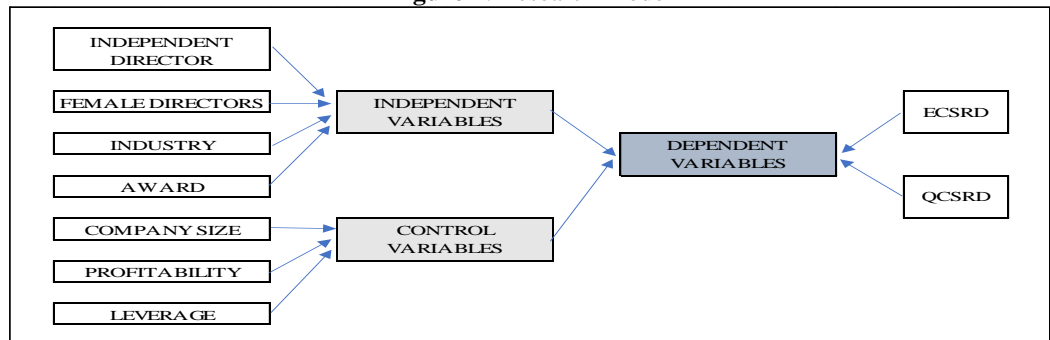 INDEPENDENT
DIRECTOR
FEMALE DIRECTORS
INDUSTRY
AWARD
COMPANY SIZE
PROFITABILITY
LEVERAGE
INDEPENDENT
VARIABLES
CONTROL
VARIABLES
DEPENDENT
VARIABLES
ECSRD
QCSRD